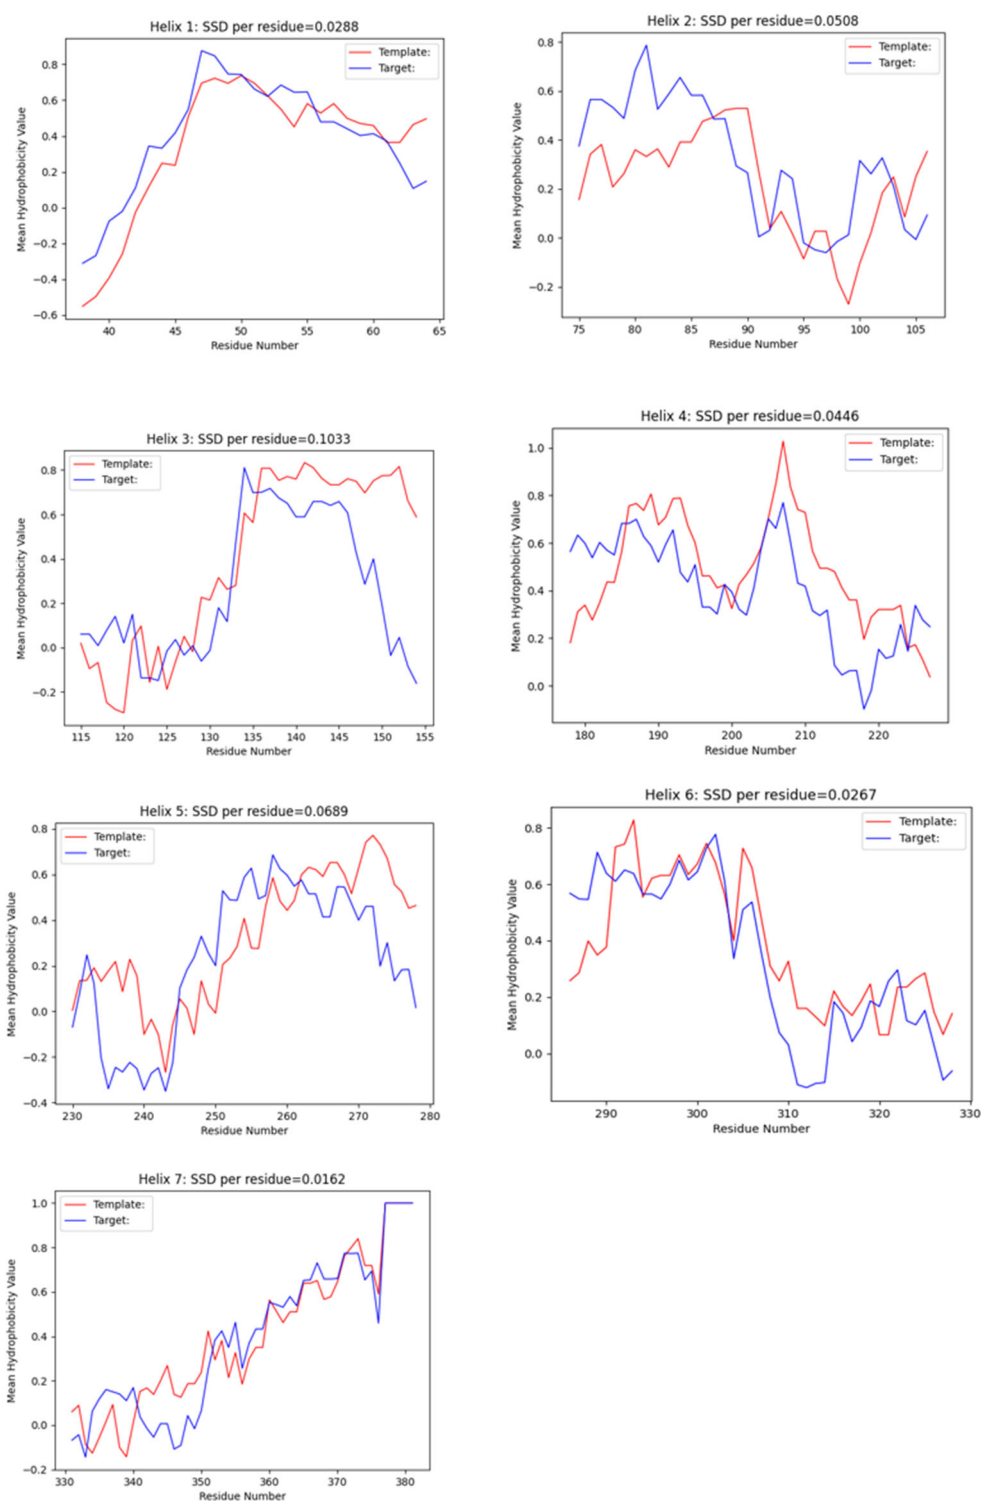 Helix 1: SSD per residue=0.0288
Template:
Target:
Mean Hydrophobicity Value
0.8
0.6
0.4
0.2
0.0
−0.2
−0.4
−0.6
40 45 50 55 60 65
Residue Number
Helix 2: SSD per residue=0.0508
Template:
Target:
Mean Hydrophobicity Value
0.8
0.6
0.4
0.2
0.0
−0.2
75 80 85 90 95 100 105
Residue Number
Helix 3: SSD per residue=0.1033
Template:
Target:
Mean Hydrophobicity Value
0.8
0.6
0.4
0.2
0.0
−0.2
115 120 125 130 135 140 145 150 155
Residue Number
Helix 4: SSD per residue=0.0446
Template:
Target:
Mean Hydrophobicity Value
1.0
0.8
0.6
0.4
0.2
0.0
180 190 200 210 220
Residue Number
Helix 5: SSD per residue=0.0689
Template:
Target:
Mean Hydrophobicity Value
0.8
0.6
0.4
0.2
0.0
−0.2
−0.4
230 240 250 260 270 280
Residue Number
Helix 6: SSD per residue=0.0267
Template:
Target:
Mean Hydrophobicity Value
0.8
0.6
0.4
0.2
0.0
290 300 310 320 330
Residue Number
Helix 7: SSD per residue=0.0162
Template:
Target:
Mean Hydrophobicity Value
1.0
0.8
0.6
0.4
0.2
0.0
−0.2
330 340 350 360 370 380
Residue Number